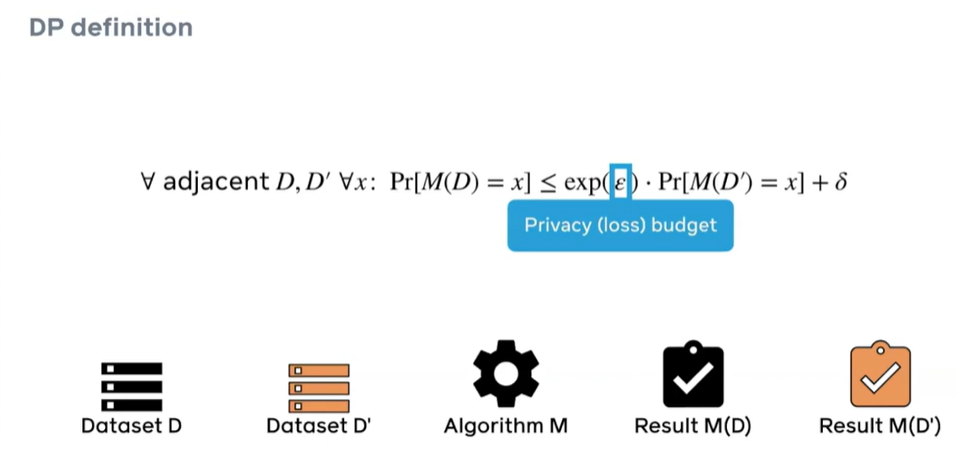 DP definition
∀ adjacent D, D′ ∀x: Pr[M(D) = x] ≤ exp(ε) · Pr[M(D′) = x] + δ
Privacy (loss) budget
Dataset D
Dataset D'
Algorithm M
Result M(D)
Result M(D')